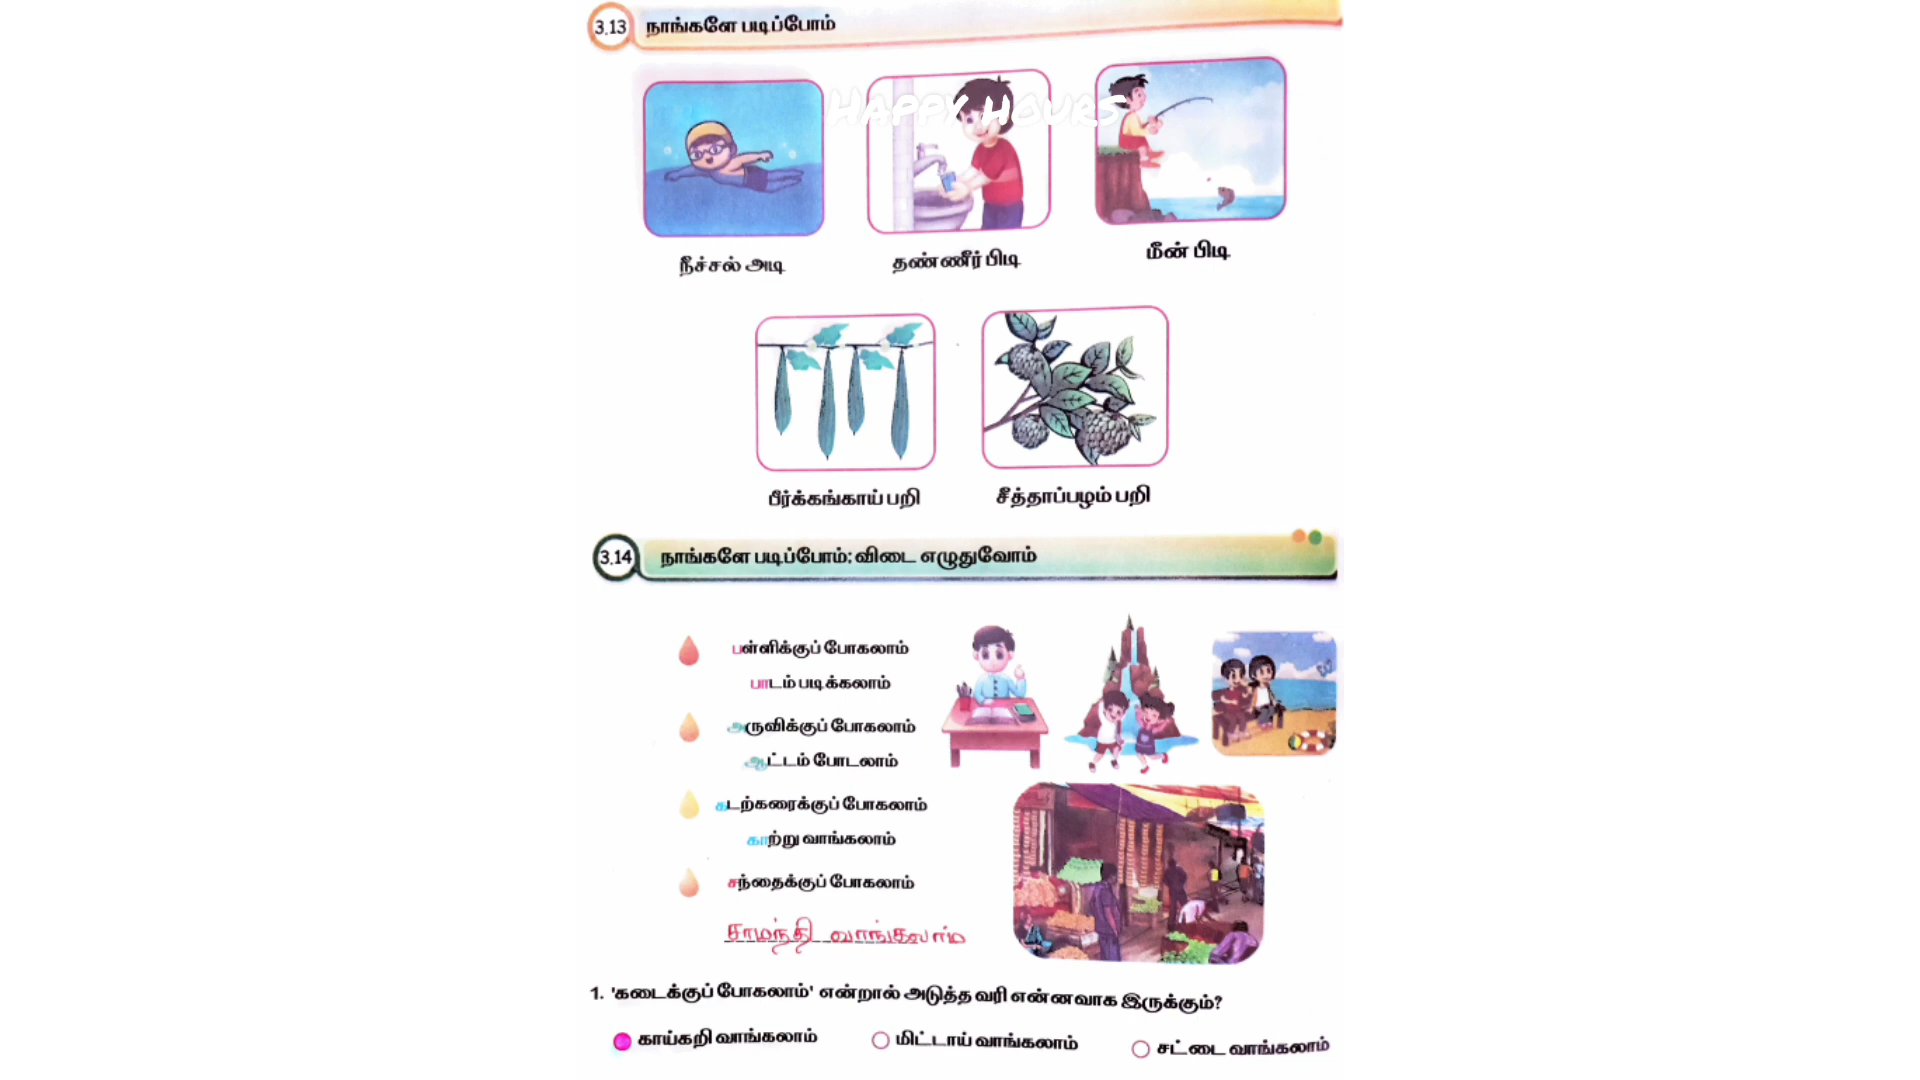 3.13 நாங்களே படிப்போம்
Happy hours
நீச்சல் அடி
தண்ணீர் பிடி
மீன் பிடி
பீர்க்கங்காய் பறி
சீத்தாப்பழம் பறி
3.14 நாங்களே படிப்போம்; விடை எழுதுவோம்
பள்ளிக்குப் போகலாம்
பாடம் படிக்கலாம்
அருவிக்குப் போகலாம்
ஆட்டம் போடலாம்
கடற்கரைக்குப் போகலாம்
காற்று வாங்கலாம்
சந்தைக்குப் போகலாம்
சாமந்தி வாங்கலாம்
1. 'கடைக்குப் போகலாம்' என்றால் அடுத்த வரி என்னவாக இருக்கும்?
காய்கறி வாங்கலாம் மிட்டாய் வாங்கலாம் சட்டை வாங்கலாம்